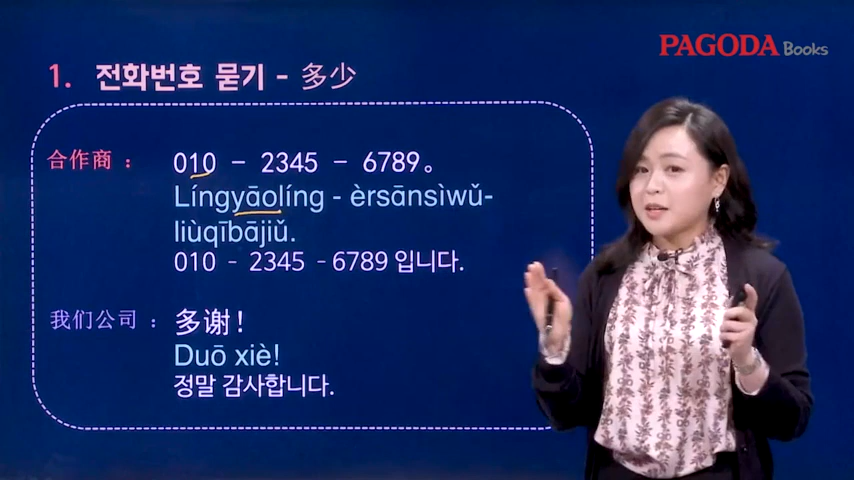 PAGODA Books
1. 전화번호 묻기 - 多少
合作商 : 010 - 2345 - 6789。
Língyāolíng - èrsānsìwǔ-
liùqībājiǔ.
010 - 2345 - 6789 입니다.
我们公司 : 多谢!
Duō xiè!
정말 감사합니다.